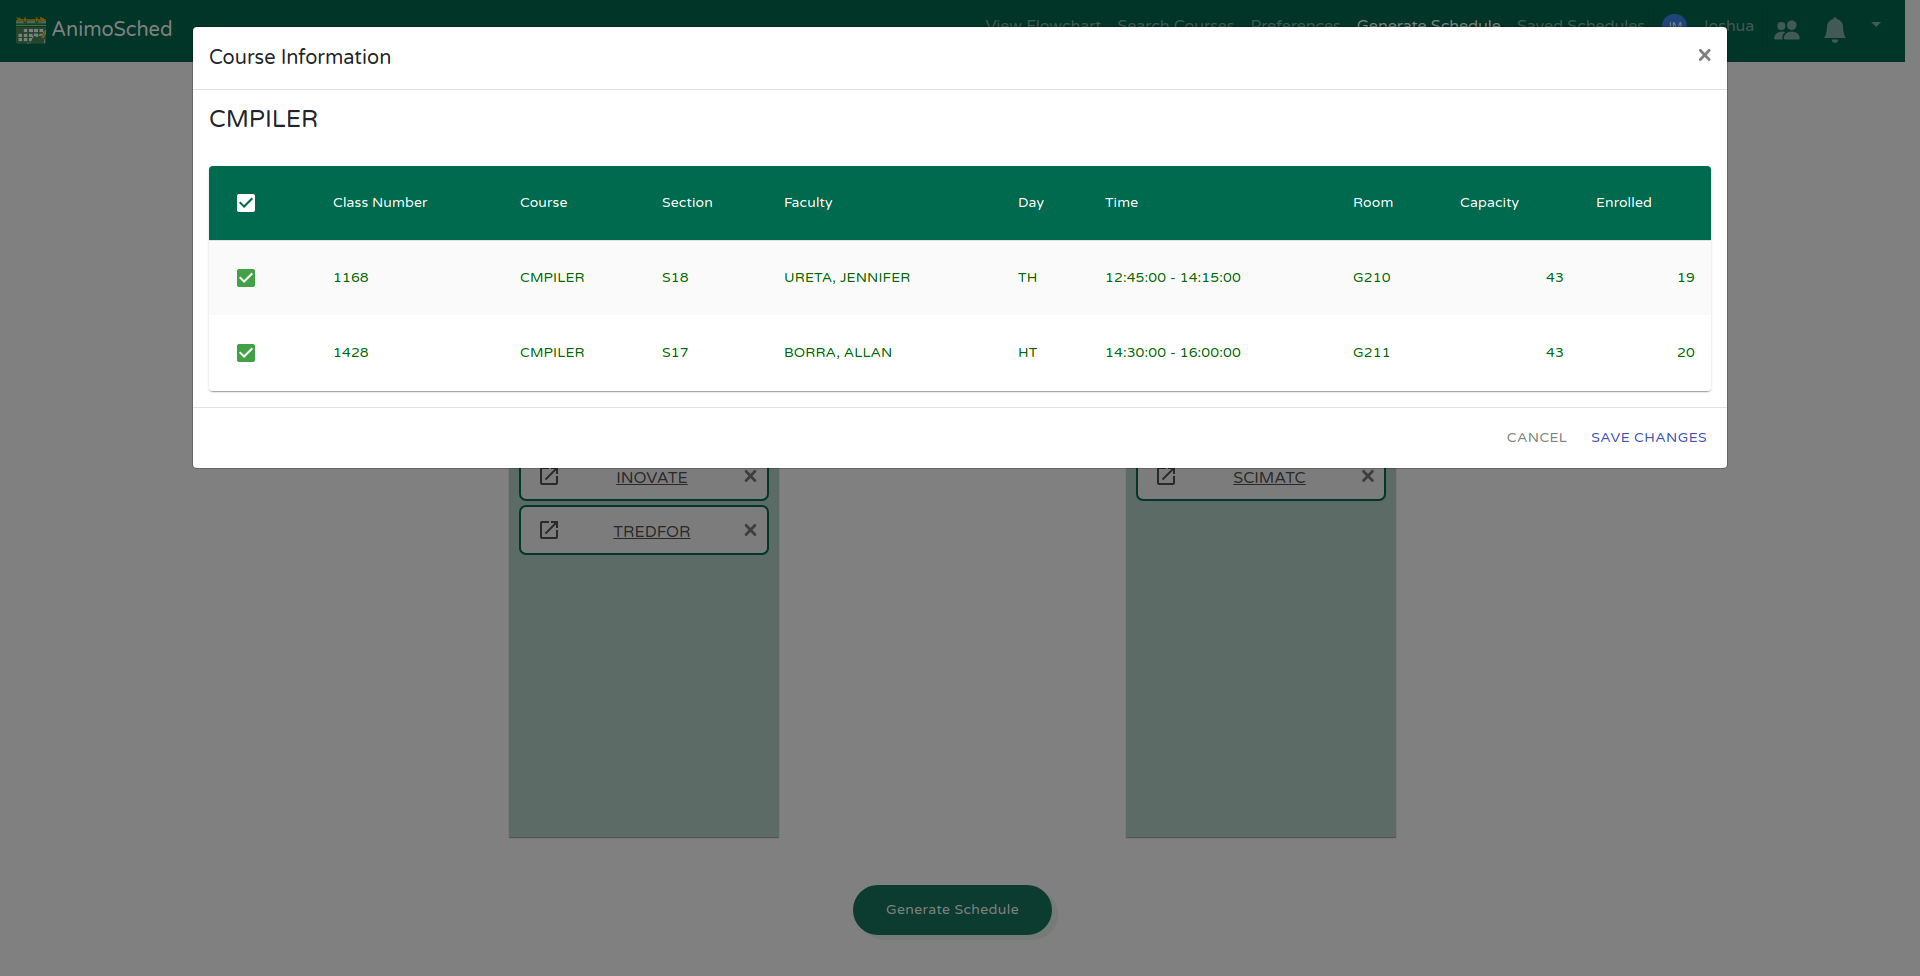 AnimoSched
View Flowchart Search Courses Preferences Generate Schedule Saved Schedules JM Joshua
Course Information
CMPILER
Class Number Course Section Faculty Day Time Room Capacity Enrolled
1168 CMPILER S18 URETA, JENNIFER TH 12:45:00 - 14:15:00 G210 43 19
1428 CMPILER S17 BORRA, ALLAN HT 14:30:00 - 16:00:00 G211 43 20
CANCEL SAVE CHANGES
INOVATE SCIMATC
TREDFOR
Generate Schedule